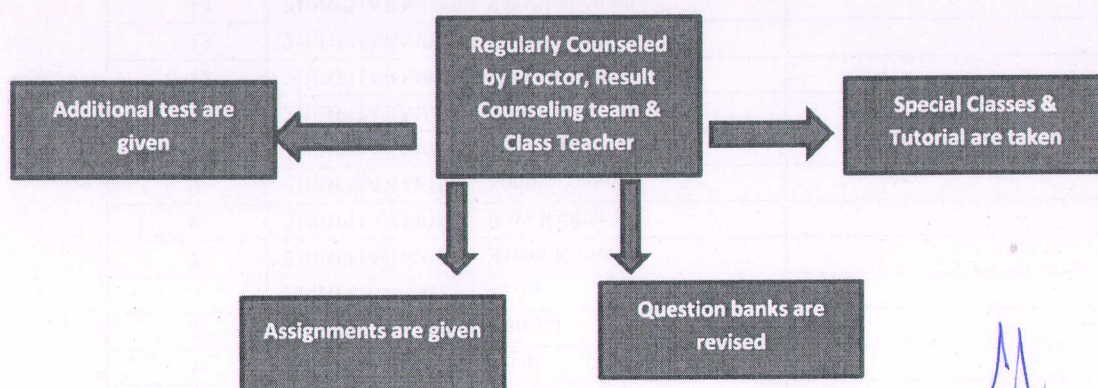 Regularly Counseled
by Proctor, Result
Counseling team &
Class Teacher
Additional test are
given
Special Classes &
Tutorial are taken
Assignments are given
Question banks are
revised